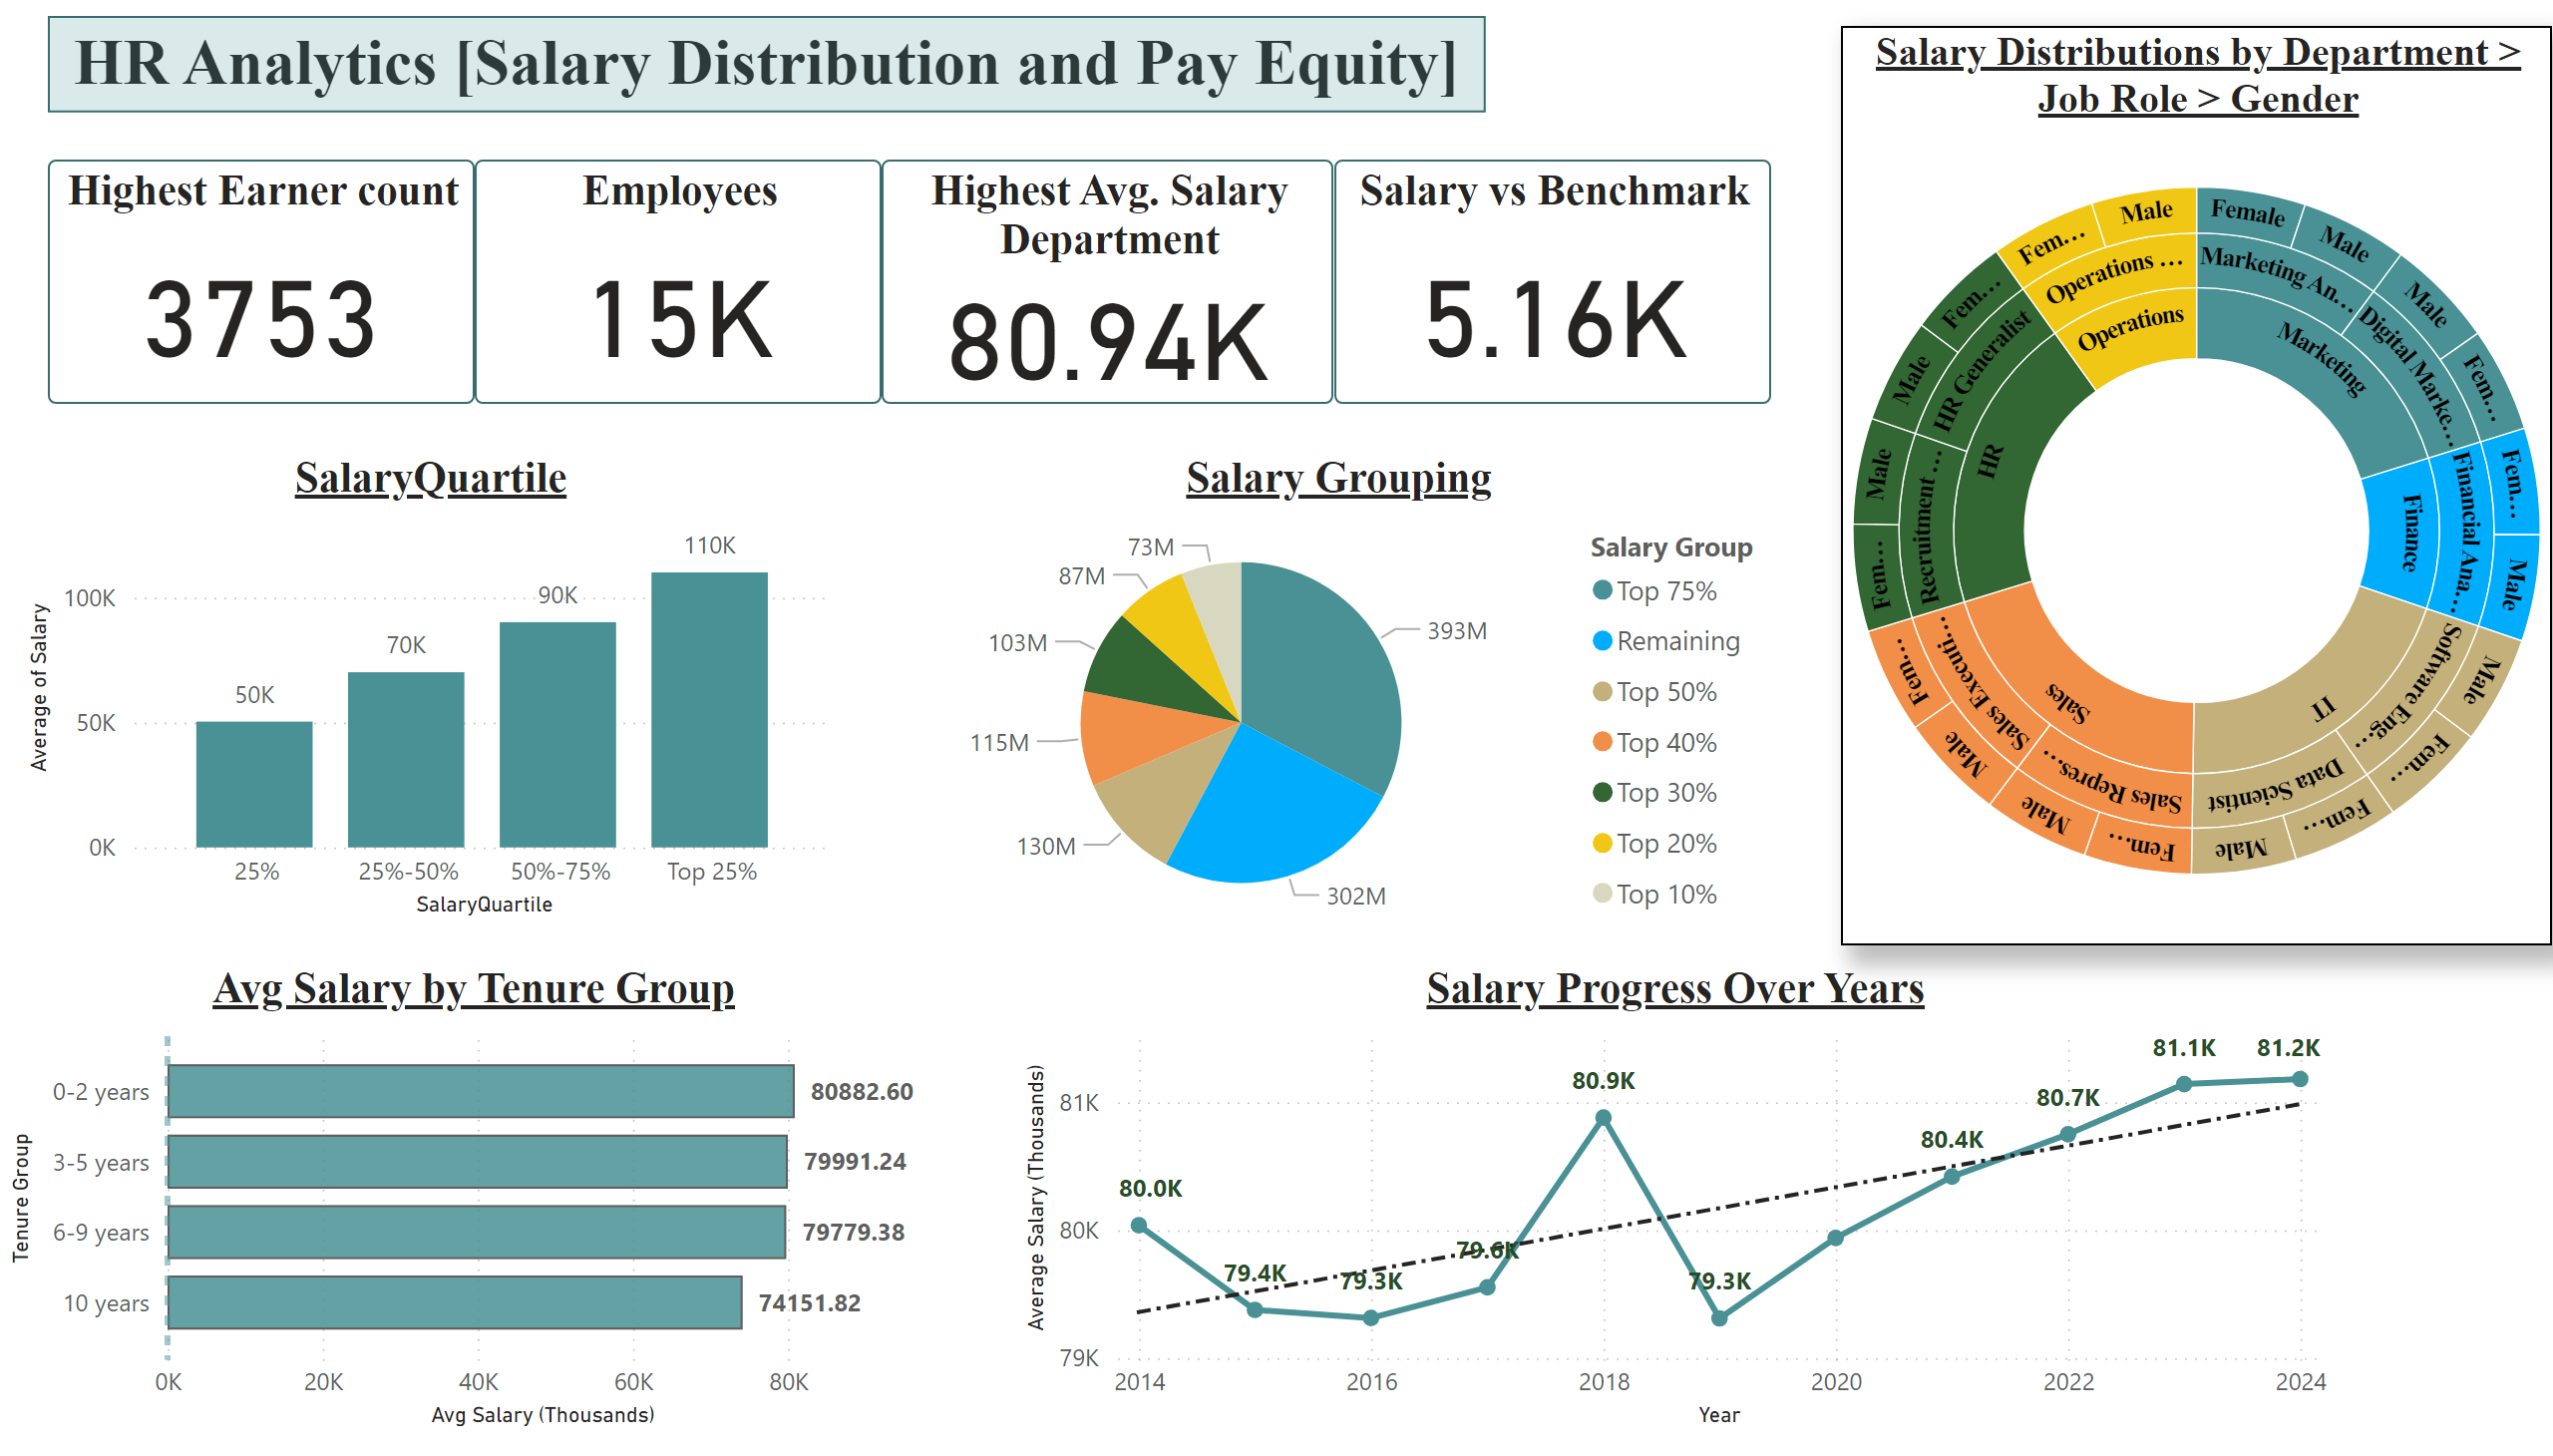 HR Analytics [Salary Distribution and Pay Equity]
Highest Earner count
3753
Employees
15K
Highest Avg. Salary
Department
80.94K
Salary vs Benchmark
5.16K
Salary Distributions by Department >
Job Role > Gender
Female
Male
Male
Fem...
Fem...
Male
Male
Fem...
Fem...
Male
Fem...
Male
Male
Fem...
Fem...
Male
Male
Fem...
Fem...
Male
Marketing An...
Digital Marke...
Financial Ana...
Software Eng...
Data Scientist
Sales Repres...
Sales Executi...
Recruitment ...
HR Generalist
Operations ...
Marketing
Finance
IT
Sales
HR
Operations
SalaryQuartile
Average of Salary
100K
50K
0K
50K
70K
90K
110K
25%
25%-50%
50%-75%
Top 25%
SalaryQuartile
Salary Grouping
73M
87M
103M
115M
130M
302M
393M
Salary Group
Top 75%
Remaining
Top 50%
Top 40%
Top 30%
Top 20%
Top 10%
Avg Salary by Tenure Group
Tenure Group
0-2 years
80882.60
3-5 years
79991.24
6-9 years
79779.38
10 years
74151.82
0K
20K
40K
60K
80K
Avg Salary (Thousands)
Salary Progress Over Years
Average Salary (Thousands)
81K
80K
79K
80.0K
79.4K
79.3K
79.6K
80.9K
79.3K
80.4K
80.7K
81.1K
81.2K
2014
2016
2018
2020
2022
2024
Year